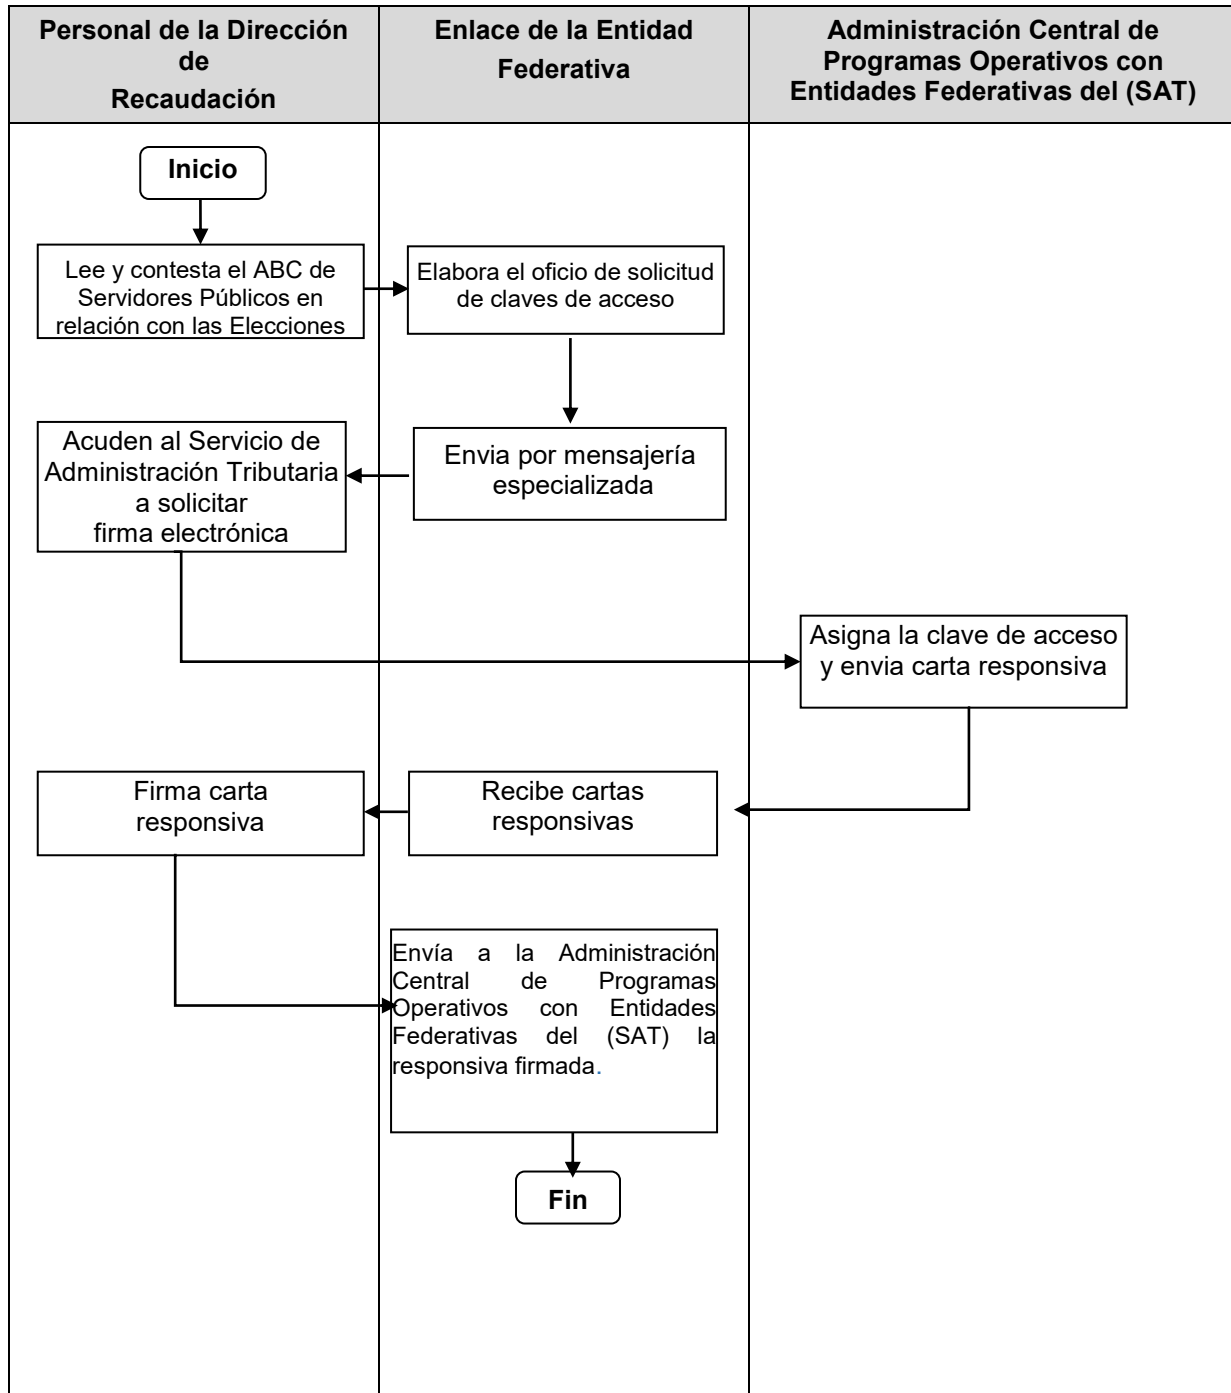 Personal de la Dirección
de
Recaudación
Enlace de la Entidad
Federativa
Administración Central de
Programas Operativos con
Entidades Federativas del (SAT)
Inicio
Lee y contesta el ABC de
Servidores Públicos en
relación con las Elecciones
Elabora el oficio de solicitud
de claves de acceso
Acuden al Servicio de
Administración Tributaria
a solicitar
firma electrónica
Envia por mensajería
especializada
Asigna la clave de acceso
y envia carta responsiva
Firma carta
responsiva
Recibe cartas
responsivas
Envía a la Administración
Central de Programas
Operativos con Entidades
Federativas del (SAT) la
responsiva firmada.
Fin